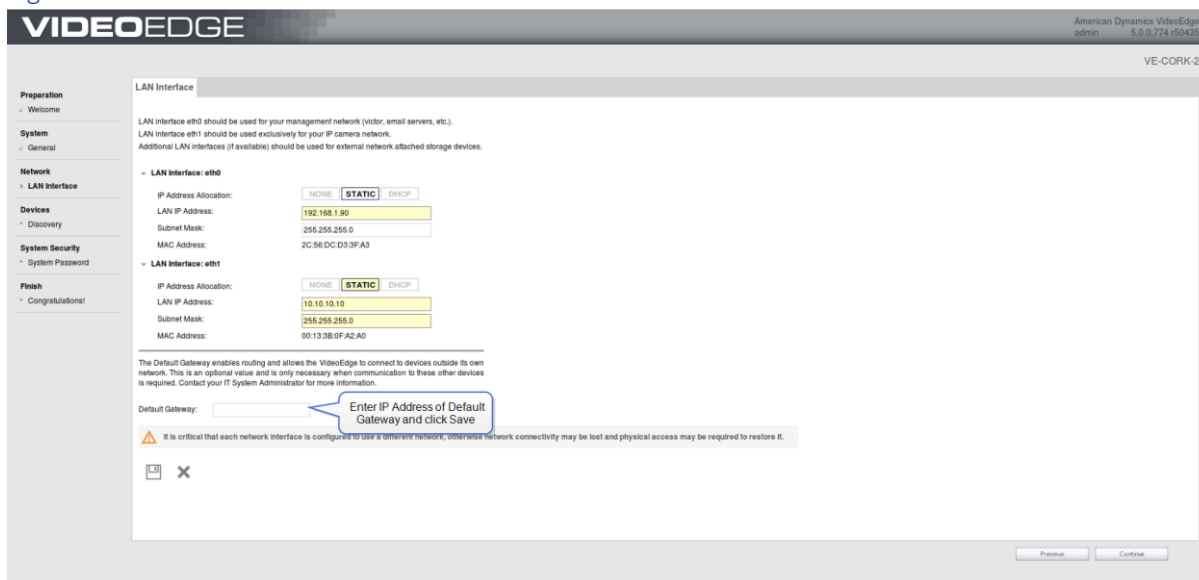 VIDEOEDGE
American Dynamics VideoEdge
admin 5.0.0.774 r50435
VE-CORK-2
Preparation
Welcome
System
General
Network
LAN Interface
Devices
Discovery
System Security
System Password
Finish
Congratulations!
LAN Interface
LAN interface eth0 should be used for your management network (victor, email servers, etc.).
LAN interface eth1 should be used exclusively for your IP camera network.
Additional LAN interfaces (if available) should be used for external network attached storage devices.
LAN Interface: eth0
IP Address Allocation: NONE STATIC DHCP
LAN IP Address: 192.168.1.90
Subnet Mask: 255.255.255.0
MAC Address: 2C:56:DC:D3:3F:A3
LAN Interface: eth1
IP Address Allocation: NONE STATIC DHCP
LAN IP Address: 10.10.10.10
Subnet Mask: 255.255.255.0
MAC Address: 00:13:3B:0F:A2:A0
The Default Gateway enables routing and allows the VideoEdge to connect to devices outside its own
network. This is an optional value and is only necessary when communication to these other devices
is required. Contact your IT System Administrator for more information.
Default Gateway:
Enter IP Address of Default
Gateway and click Save
It is critical that each network interface is configured to use a different network, otherwise network connectivity may be lost and physical access may be required to restore it.
Previous Continue